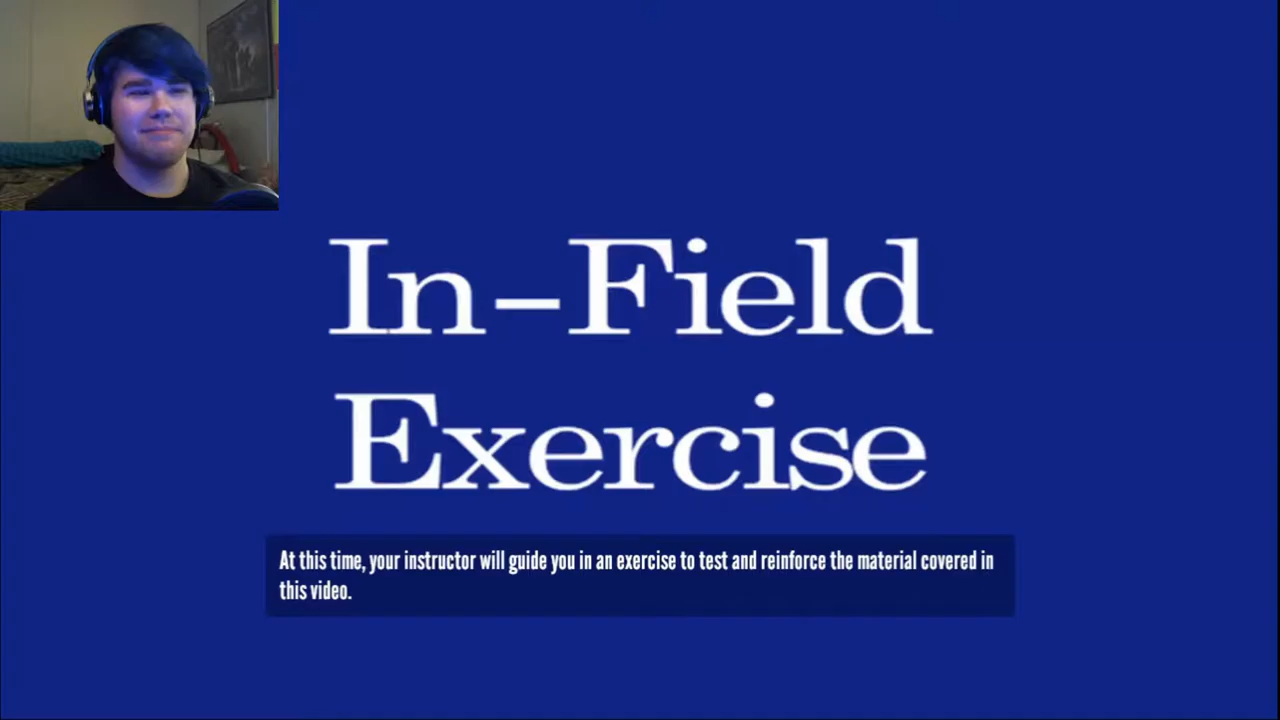 In-Field
Exercise
At this time, your instructor will guide you in an exercise to test and reinforce the material covered in
this video.